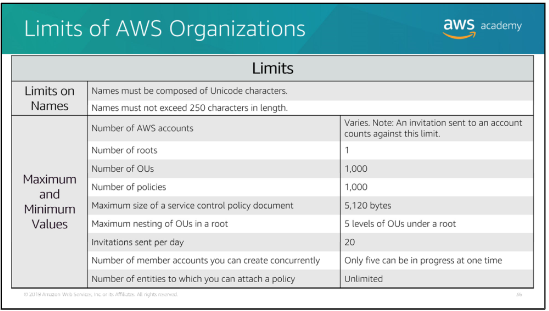 Limits of AWS Organizations
aws academy
Limits
Limits on
Names
Names must be composed of Unicode characters.
Names must not exceed 250 characters in length.
Maximum
and
Minimum
Values
Number of AWS accounts
Varies. Note: An invitation sent to an account
counts against this limit.
Number of roots
1
Number of OUs
1,000
Number of policies
1,000
Maximum size of a service control policy document
5,120 bytes
Maximum nesting of OUs in a root
5 levels of OUs under a root
Invitations sent per day
20
Number of member accounts you can create concurrently
Only five can be in progress at one time
Number of entities to which you can attach a policy
Unlimited
© 2019 Amazon Web Services, Inc. or its affiliates. All rights reserved.